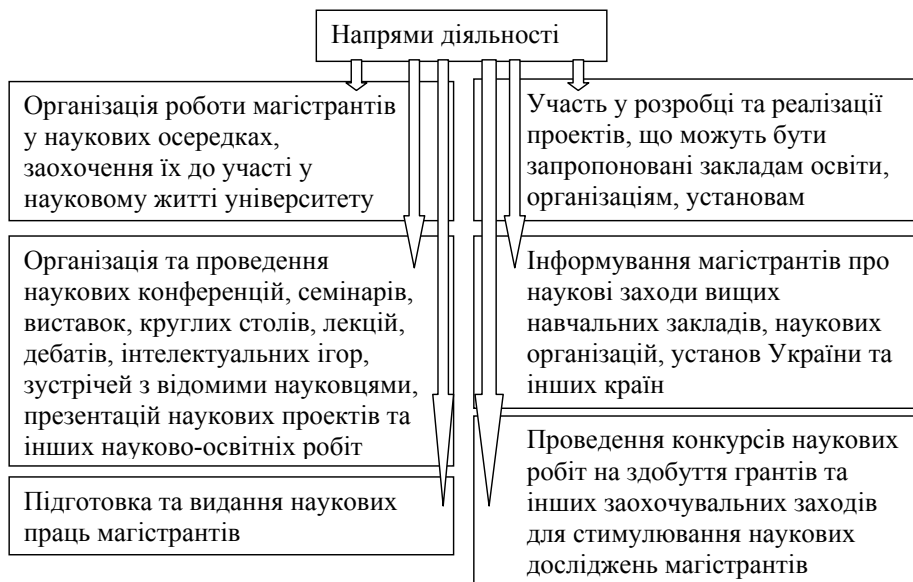 Напрями діяльності
Організація роботи магістрантів
у наукових осередках,
заохочення їх до участі у
науковому житті університету
Організація та проведення
наукових конференцій, семінарів,
виставок, круглих столів, лекцій,
дебатів, інтелектуальних ігор,
зустрічей з відомими науковцями,
презентацій наукових проектів та
інших науково-освітніх робіт
Підготовка та видання наукових
праць магістрантів
Участь у розробці та реалізації
проектів, що можуть бути
запропоновані закладам освіти,
організаціям, установам
Інформування магістрантів про
наукові заходи вищих
навчальних закладів, наукових
організацій, установ України та
інших країн
Проведення конкурсів наукових
робіт на здобуття грантів та
інших заохочувальних заходів
для стимулювання наукових
досліджень магістрантів